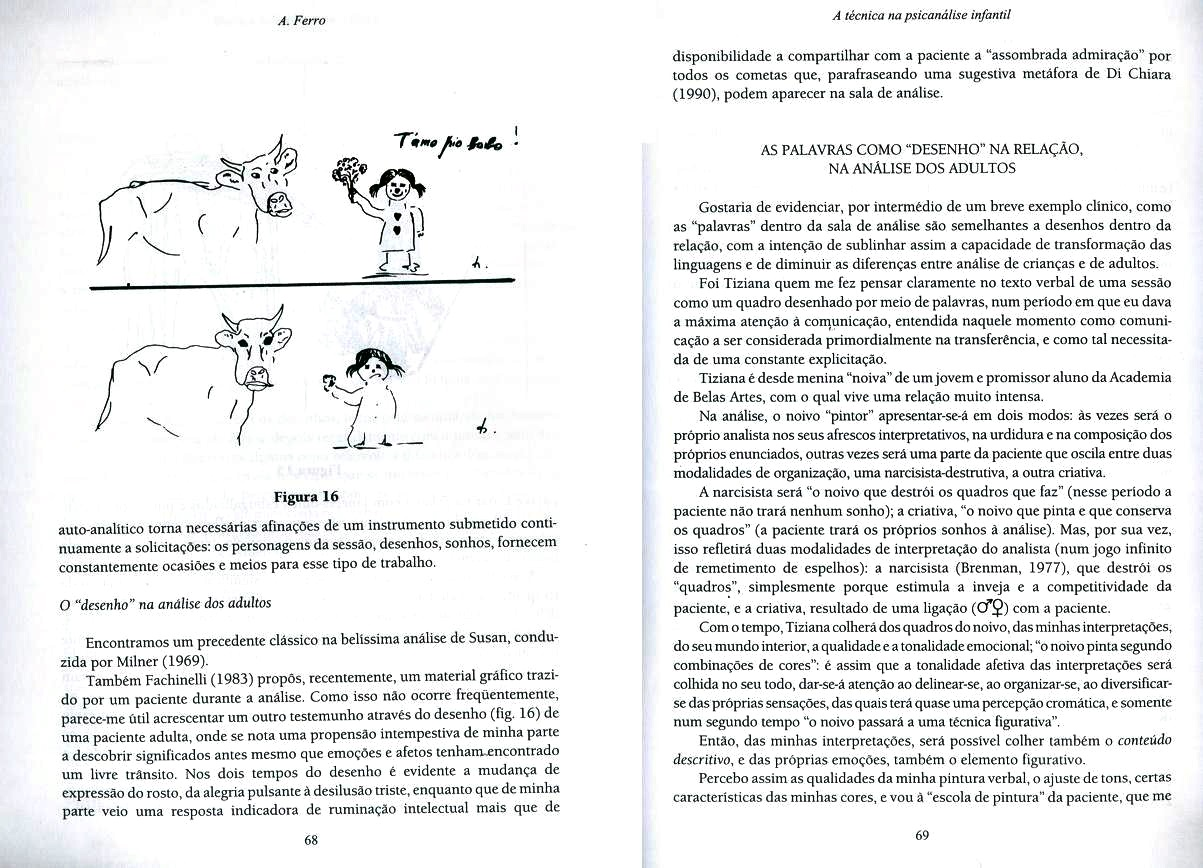 A. Ferro
T'amo pio bobo!
h.
h.
Figura 16
auto-analítico torna necessárias afinações de um instrumento submetido conti-
nuamente a solicitações: os personagens da sessão, desenhos, sonhos, fornecem
constantemente ocasiões e meios para esse tipo de trabalho.
O “desenho” na análise dos adultos
Encontramos um precedente clássico na belíssima análise de Susan, condu-
zida por Milner (1969).
Também Fachinelli (1983) propôs, recentemente, um material gráfico trazi-
do por um paciente durante a análise. Como isso não ocorre freqüentemente,
parece-me útil acrescentar um outro testemunho através do desenho (fig. 16) de
uma paciente adulta, onde se nota uma propensão intempestiva de minha parte
a descobrir significados antes mesmo que emoções e afetos tenham encontrado
um livre trânsito. Nos dois tempos do desenho é evidente a mudança de
expressão do rosto, da alegria pulsante à desilusão triste, enquanto que de minha
parte veio uma resposta indicadora de ruminação intelectual mais que de
68
A técnica na psicanálise infantil
disponibilidade a compartilhar com a paciente a “assombrada admiração” por
todos os cometas que, parafraseando uma sugestiva metáfora de Di Chiara
(1990), podem aparecer na sala de análise.
AS PALAVRAS COMO “DESENHO” NA RELAÇÃO,
NA ANÁLISE DOS ADULTOS
Gostaria de evidenciar, por intermédio de um breve exemplo clínico, como
as “palavras” dentro da sala de análise são semelhantes a desenhos dentro da
relação, com a intenção de sublinhar assim a capacidade de transformação das
linguagens e de diminuir as diferenças entre análise de crianças e de adultos.
Foi Tiziana quem me fez pensar claramente no texto verbal de uma sessão
como um quadro desenhado por meio de palavras, num período em que eu dava
a máxima atenção à comunicação, entendida naquele momento como comuni-
cação a ser considerada primordialmente na transferência, e como tal necessita-
da de uma constante explicitação.
Tiziana é desde menina “noiva” de um jovem e promissor aluno da Academia
de Belas Artes, com o qual vive uma relação muito intensa.
Na análise, o noivo “pintor” apresentar-se-á em dois modos: às vezes será o
próprio analista nos seus afrescos interpretativos, na urdidura e na composição dos
próprios enunciados, outras vezes será uma parte da paciente que oscila entre duas
modalidades de organização, uma narcisista-destrutiva, a outra criativa.
A narcisista será “o noivo que destrói os quadros que faz” (nesse período a
paciente não trará nenhum sonho); a criativa, “o noivo que pinta e que conserva
os quadros” (a paciente trará os próprios sonhos à análise). Mas, por sua vez,
isso refletirá duas modalidades de interpretação do analista (num jogo infinito
de remetimento de espelhos): a narcisista (Brenman, 1977), que destrói os
“quadros”, simplesmente porque estimula a inveja e a competitividade da
paciente, e a criativa, resultado de uma ligação (♂♀) com a paciente.
Com o tempo, Tiziana colherá dos quadros do noivo, das minhas interpretações,
do seu mundo interior, a qualidade e a tonalidade emocional; “o noivo pinta segundo
combinações de cores”: é assim que a tonalidade afetiva das interpretações será
colhida no seu todo, dar-se-á atenção ao delinear-se, ao organizar-se, ao diversificar-
se das próprias sensações, das quais terá quase uma percepção cromática, e somente
num segundo tempo “o noivo passará a uma técnica figurativa”.
Então, das minhas interpretações, será possível colher também o conteúdo
descritivo, e das próprias emoções, também o elemento figurativo.
Percebo assim as qualidades da minha pintura verbal, o ajuste de tons, certas
características das minhas cores, e vou à “escola de pintura” da paciente, que me
69